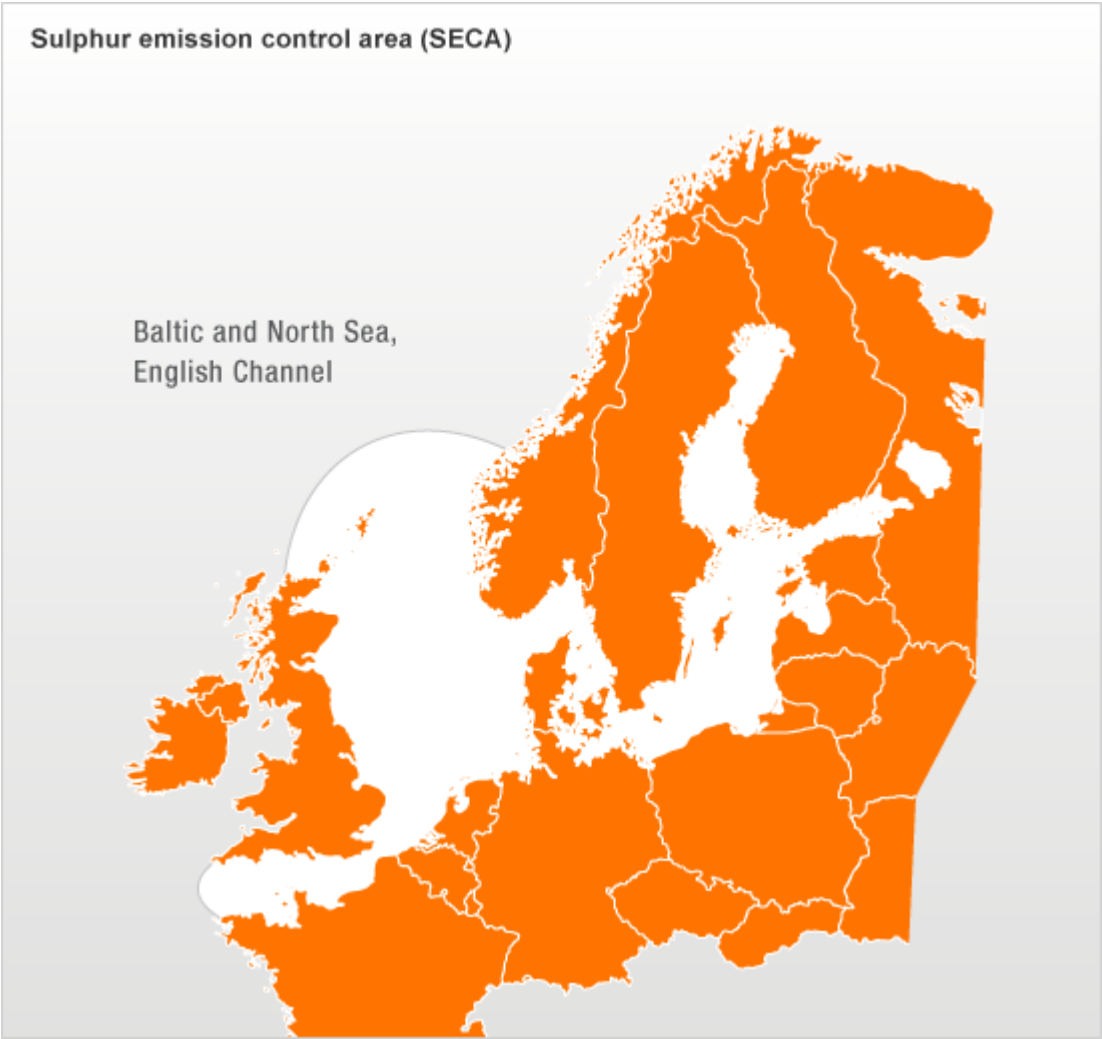 Sulphur emission control area (SECA)
Baltic and North Sea,
English Channel